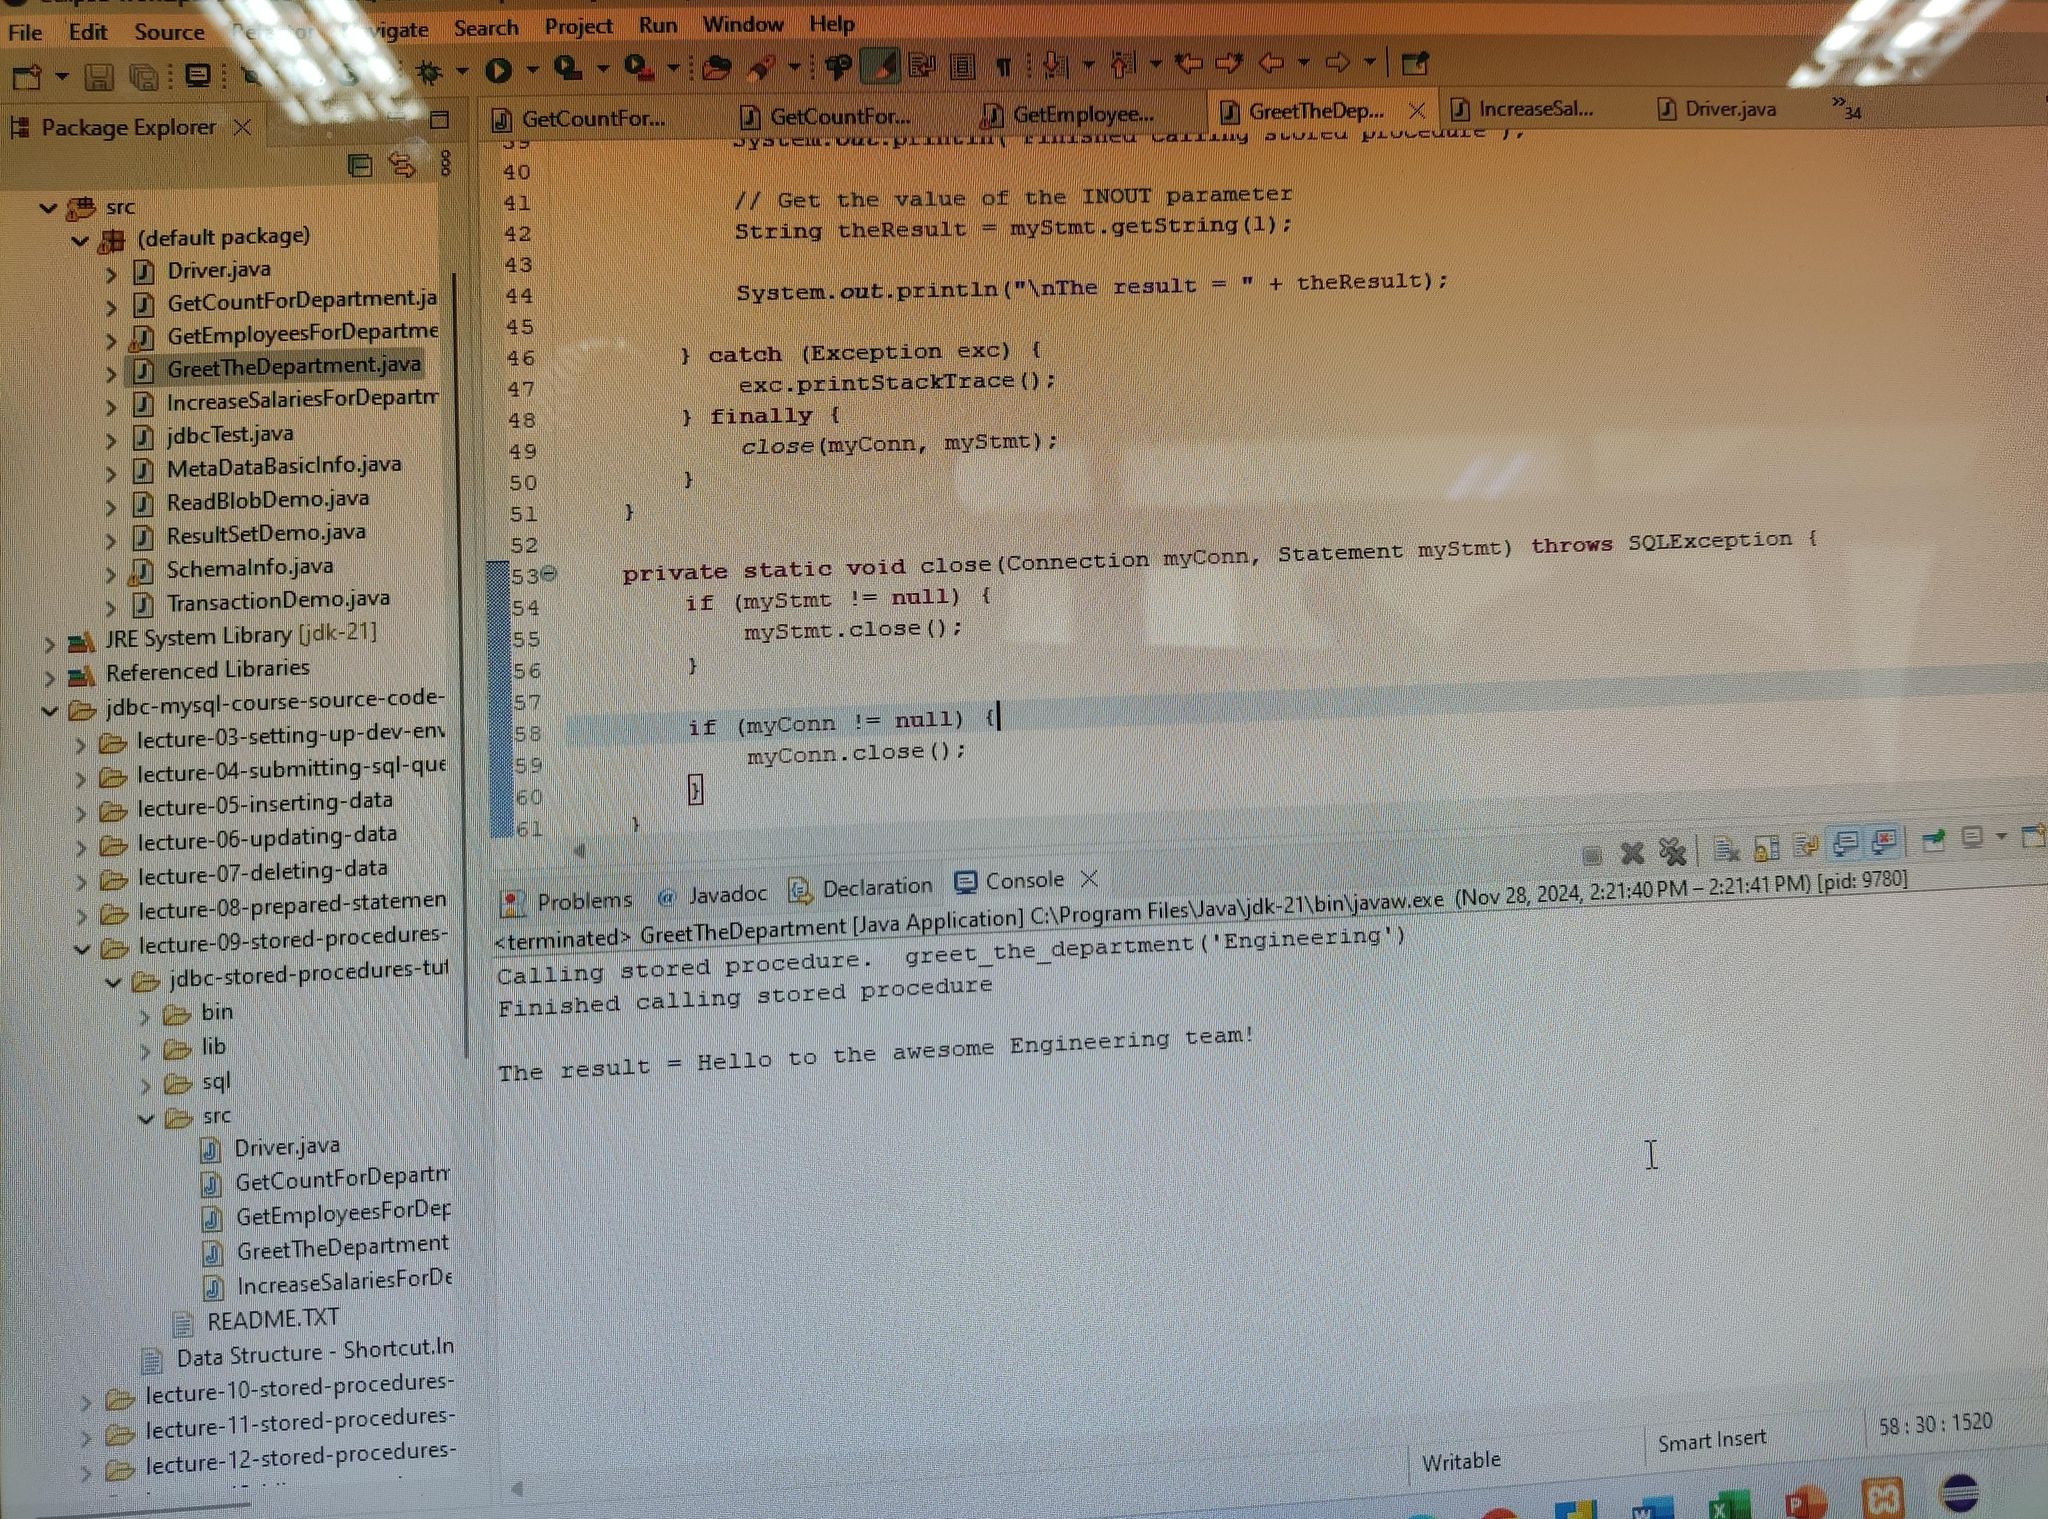 File Edit Source Navigate Search Project Run Window Help
Package Explorer
GetCountFor... GetCountFor... GetEmployee... GreetTheDep... IncreaseSal... Driver.java 34
src
(default package)
Driver.java
GetCountForDepartment.ja
GetEmployeesForDepartme
GreetTheDepartment.java
IncreaseSalariesForDepartm
jdbcTest.java
MetaDataBasicInfo.java
ReadBlobDemo.java
ResultSetDemo.java
SchemaInfo.java
TransactionDemo.java
JRE System Library [jdk-21]
Referenced Libraries
jdbc-mysql-course-source-code-
lecture-03-setting-up-dev-env
lecture-04-submitting-sql-que
lecture-05-inserting-data
lecture-06-updating-data
lecture-07-deleting-data
lecture-08-prepared-statemen
lecture-09-stored-procedures-
jdbc-stored-procedures-tut
bin
lib
sql
src
Driver.java
GetCountForDepartm
GetEmployeesForDep
GreetTheDepartment
IncreaseSalariesForDe
README.TXT
Data Structure - Shortcut.ln
lecture-10-stored-procedures-
lecture-11-stored-procedures-
lecture-12-stored-procedures-
39 System.out.println("Finished calling stored procedure");
40
41 // Get the value of the INOUT parameter
42 String theResult = myStmt.getString(1);
43
44 System.out.println("\nThe result = " + theResult);
45
46 } catch (Exception exc) {
47 exc.printStackTrace();
48 } finally {
49 close(myConn, myStmt);
50 }
51 }
52
53 private static void close(Connection myConn, Statement myStmt) throws SQLException {
54 if (myStmt != null) {
55 myStmt.close();
56 }
57
58 if (myConn != null) {
59 myConn.close();
60 }
61 }
Problems Javadoc Declaration Console
<terminated> GreetTheDepartment [Java Application] C:\Program Files\Java\jdk-21\bin\javaw.exe (Nov 28, 2024, 2:21:40 PM – 2:21:41 PM) [pid: 9780]
Calling stored procedure. greet_the_department('Engineering')
Finished calling stored procedure
The result = Hello to the awesome Engineering team!
Writable Smart Insert 58 : 30 : 1520